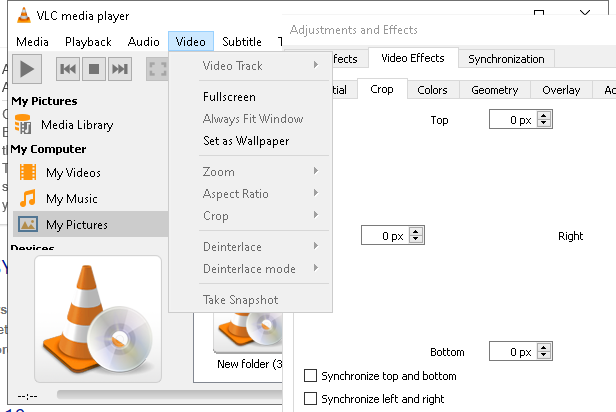 VLC media player
Media Playback Audio Video Subtitle T
Adjustments and Effects
ffects Video Effects Synchronization
tial Crop Colors Geometry Overlay
Video Track
Fullscreen
Always Fit Window
Set as Wallpaper
Zoom
Aspect Ratio
Crop
Deinterlace
Deinterlace mode
Take Snapshot
My Pictures
Media Library
My Computer
My Videos
My Music
My Pictures
Devices
New folder (3
--:--
Top 0 px
0 px Right
Bottom 0 px
Synchronize top and bottom
Synchronize left and right